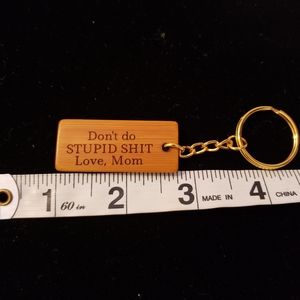 Don't do
STUPID SHIT
Love, Mom
1 2 3 4
60 in
MADE IN CHINA